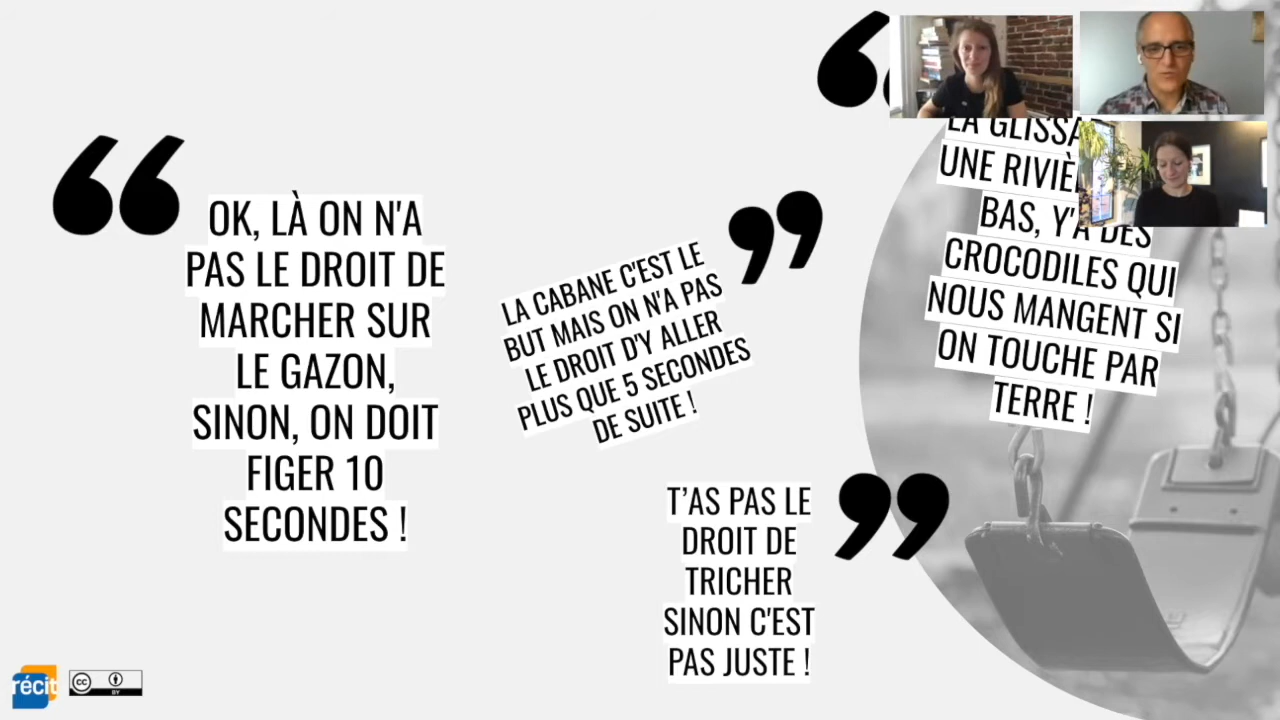 OK, LÀ ON N'A
PAS LE DROIT DE
MARCHER SUR
LE GAZON,
SINON, ON DOIT
FIGER 10
SECONDES !
LA CABANE C'EST LE
BUT MAIS ON N'A PAS
LE DROIT D'Y ALLER
PLUS QUE 5 SECONDES
DE SUITE !
T’AS PAS LE
DROIT DE
TRICHER
SINON C'EST
PAS JUSTE !
LA
UNE
BAS, Y'A DES
CROCODILES QUI
NOUS MANGENT SI
ON TOUCHE PAR
TERRE !
récit
cc
BY